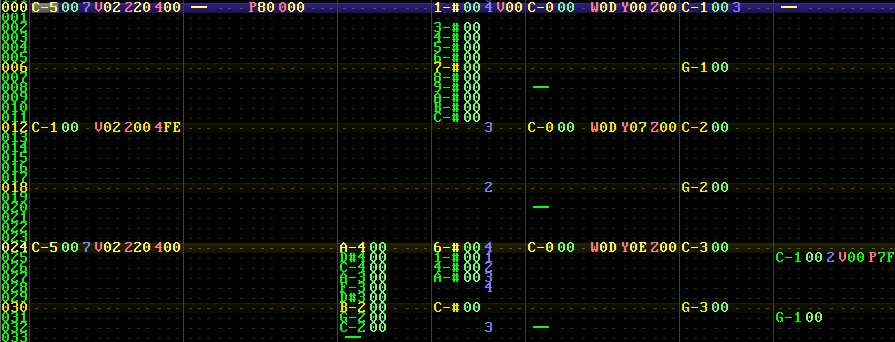 000 C-5 00 7 V02 220 400 — P80 000 1-# 00 4 V00 C-0 00 W0D Y00 Z00 C-1 00 3 —
001
002 3-# 00
003 4-# 00
004 5-# 00
005 6-# 00
006 7-# 00 G-1 00
007 8-# 00
008 9-# 00 —
009 A-# 00
010 B-# 00
011 C-# 00
012 C-1 00 V02 200 4FE 3 C-0 00 W0D Y07 Z00 C-2 00
013
014
015
016
017
018 2 G-2 00
019
020 —
021
022
023
024 C-5 00 7 V02 220 400 A-4 00 6-# 00 4 C-0 00 W0D Y0E Z00 C-3 00
025 D#4 00 1-# 00 1 C-1 00 2 V00 P7F
026 C-4 00 4-# 00 2
027 A-3 00 A-# 00 3
028 F-3 00 4
029 D#3 00
030 B-2 00 C-# 00 G-3 00
031 G-2 00 G-1 00
032 C-2 00 3 —
033 —